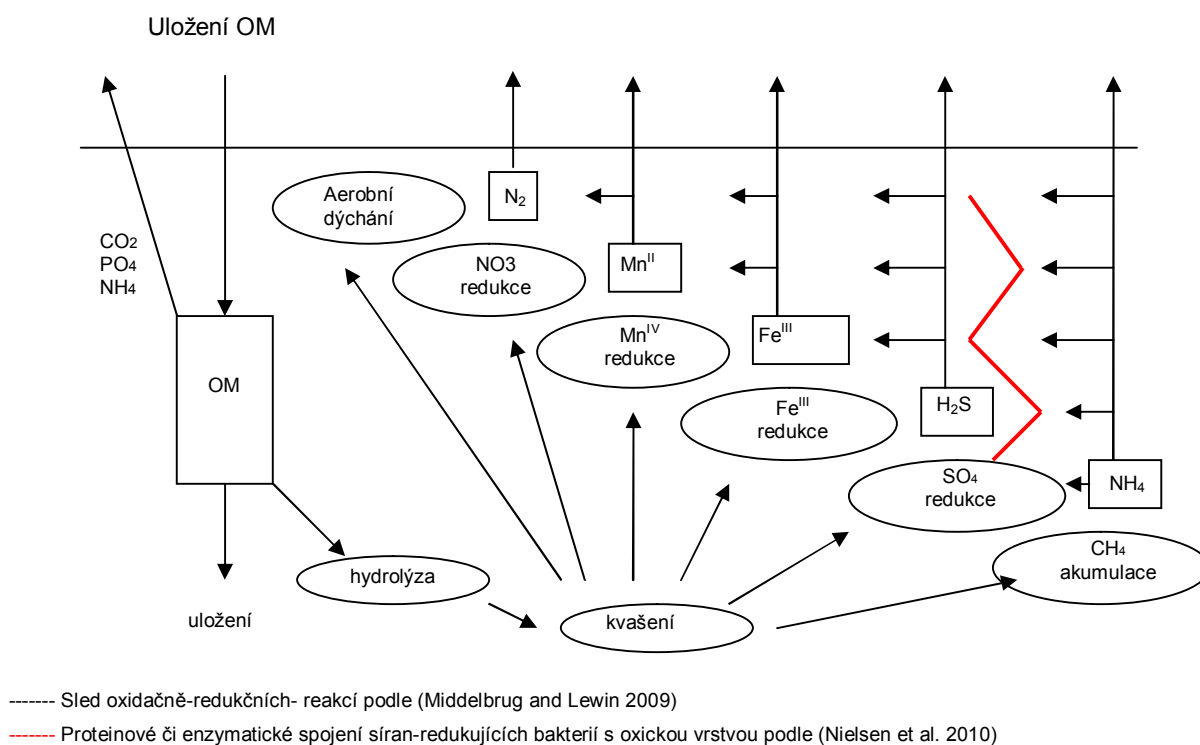 Uložení OM
Aerobní
dýchání
N₂
CO₂
PO₄
NH₄
NO3
redukce
Mnᴵᴵ
Mnᴵⱽ
redukce
Feᴵᴵᴵ
OM
Feᴵᴵᴵ
redukce
H₂S
SO₄
redukce
NH₄
CH₄
akumulace
hydrolýza
uložení
kvašení
------- Sled oxidačně-redukčních- reakcí podle (Middelbrug and Lewin 2009)
------- Proteinové či enzymatické spojení síran-redukujících bakterií s oxickou vrstvou podle (Nielsen et al. 2010)